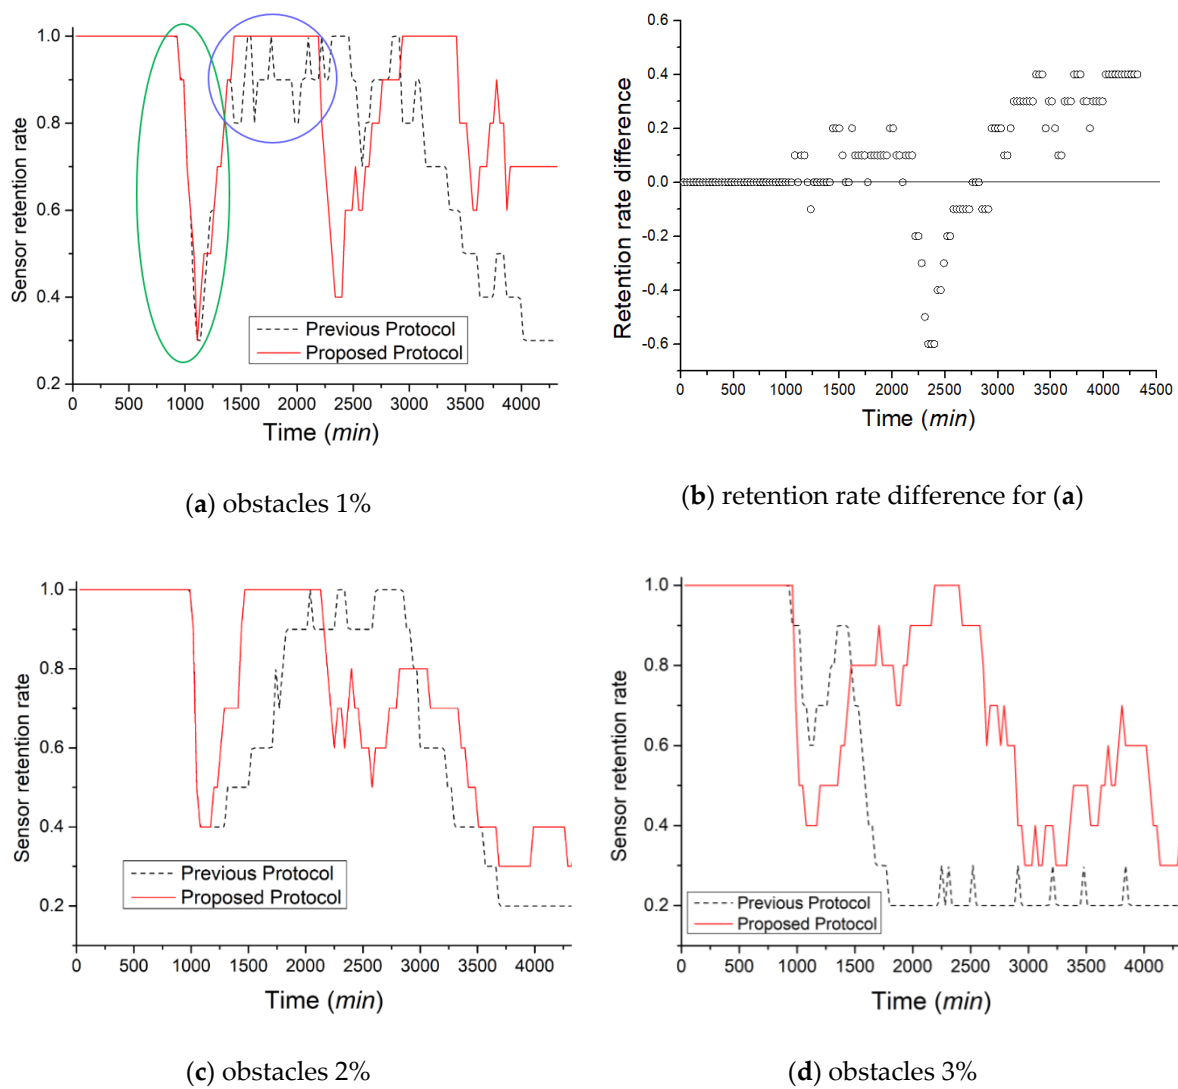 Sensor retention rate
1.0
0.8
0.6
0.4
0.2
Previous Protocol
Proposed Protocol
0 500 1000 1500 2000 2500 3000 3500 4000
Time (min)
(a) obstacles 1%
Retention rate difference
0.6
0.4
0.2
0.0
-0.2
-0.4
-0.6
0 500 1000 1500 2000 2500 3000 3500 4000 4500
Time (min)
(b) retention rate difference for (a)
Sensor retention rate
1.0
0.8
0.6
0.4
0.2
Previous Protocol
Proposed Protocol
0 500 1000 1500 2000 2500 3000 3500 4000
Time (min)
(c) obstacles 2%
Sensor retention rate
1.0
0.8
0.6
0.4
0.2
Previous Protocol
Proposed Protocol
0 500 1000 1500 2000 2500 3000 3500 4000
Time (min)
(d) obstacles 3%